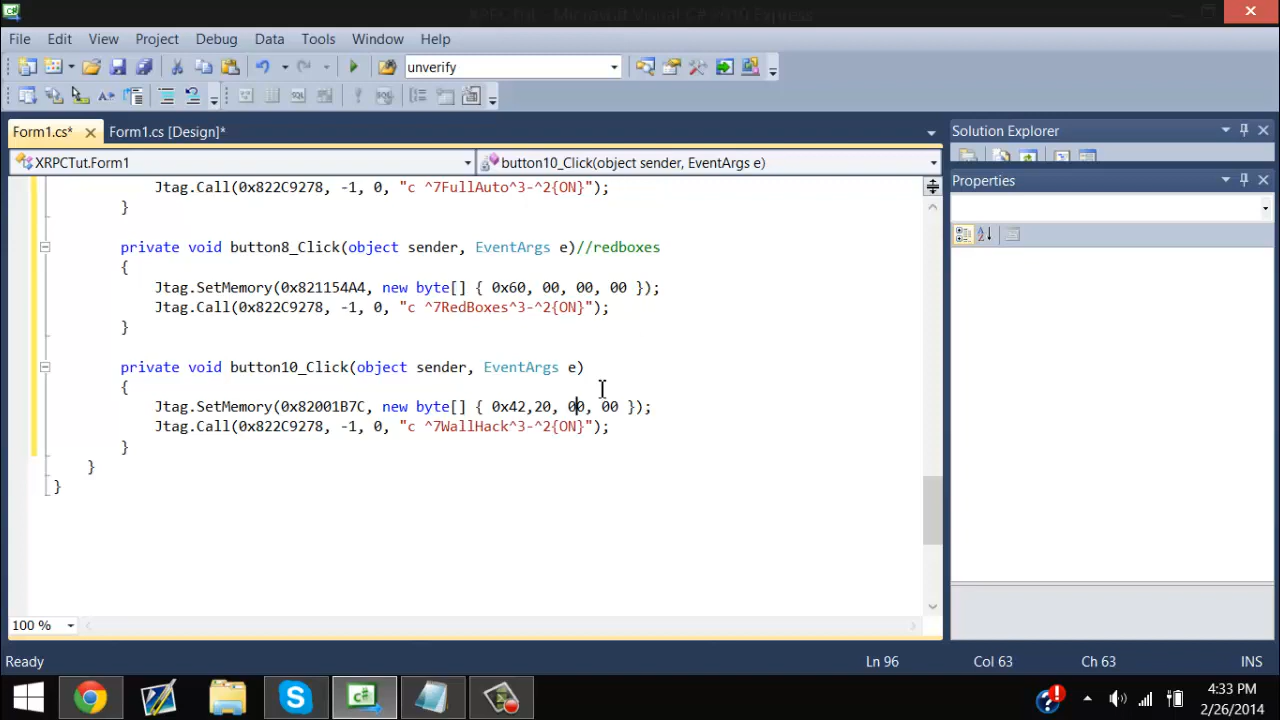 XRPCTut - Microsoft Visual C# 2010 Express
File Edit View Project Debug Data Tools Window Help
unverify
Form1.cs* Form1.cs [Design]* Solution Explorer
XRPCTut.Form1 button10_Click(object sender, EventArgs e)
Properties
Jtag.Call(0x822C9278, -1, 0, "c ^7FullAuto^3-^2{ON}");
}
private void button8_Click(object sender, EventArgs e)//redboxes
{
Jtag.SetMemory(0x821154A4, new byte[] { 0x60, 00, 00, 00 });
Jtag.Call(0x822C9278, -1, 0, "c ^7RedBoxes^3-^2{ON}");
}
private void button10_Click(object sender, EventArgs e)
{
Jtag.SetMemory(0x82001B7C, new byte[] { 0x42,20, 00, 00 });
Jtag.Call(0x822C9278, -1, 0, "c ^7WallHack^3-^2{ON}");
}
}
}
100 %
Ready Ln 96 Col 63 Ch 63 INS
4:33 PM
2/26/2014